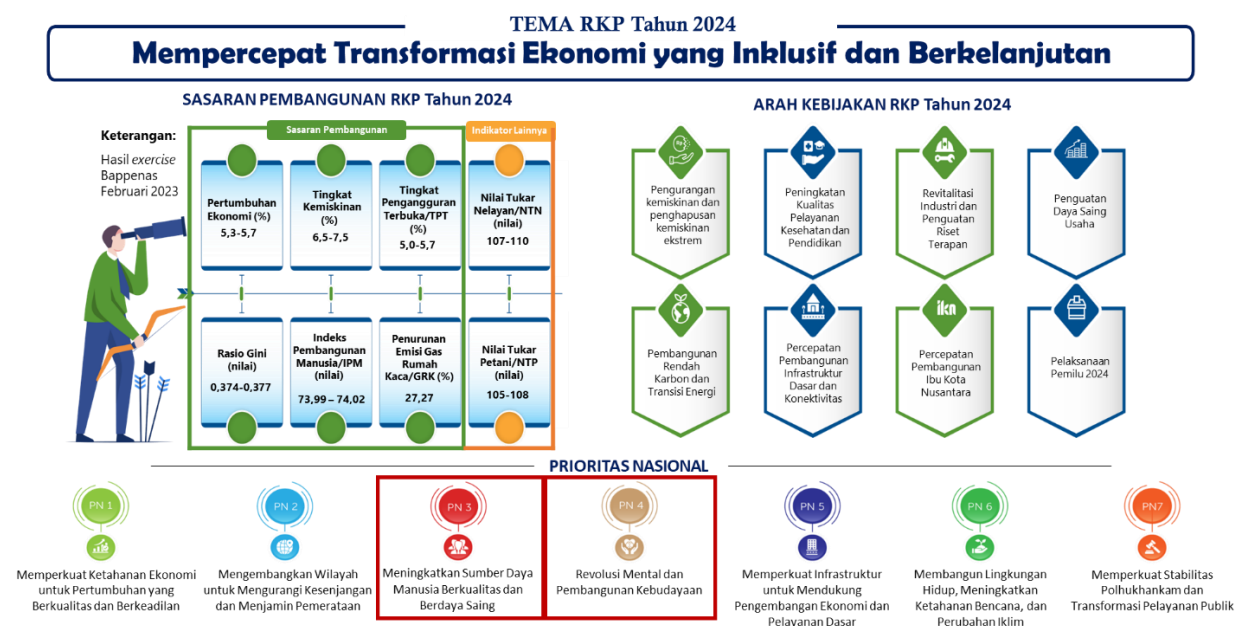 TEMA RKP Tahun 2024
Mempercepat Transformasi Ekonomi yang Inklusif dan Berkelanjutan
SASARAN PEMBANGUNAN RKP Tahun 2024
Keterangan:
Hasil exercise
Bappenas
Februari 2023
Sasaran Pembangunan
Indikator Lainnya
Pertumbuhan
Ekonomi (%)
5,3-5,7
Tingkat
Kemiskinan
(%)
6,5-7,5
Tingkat
Pengangguran
Terbuka/TPT
(%)
5,0-5,7
Nilai Tukar
Nelayan/NTN
(nilai)
107-110
Rasio Gini
(nilai)
0,374-0,377
Indeks
Pembangunan
Manusia/IPM
(nilai)
73,99 – 74,02
Penurunan
Emisi Gas
Rumah
Kaca/GRK (%)
27,27
Nilai Tukar
Petani/NTP
(nilai)
105-108
ARAH KEBIJAKAN RKP Tahun 2024
Pengurangan
kemiskinan dan
penghapusan
kemiskinan
ekstrem
Peningkatan
Kualitas
Pelayanan
Kesehatan dan
Pendidikan
Revitalisasi
Industri dan
Penguatan
Riset
Terapan
Penguatan
Daya Saing
Usaha
Pembangunan
Rendah
Karbon dan
Transisi Energi
Percepatan
Pembangunan
Infrastruktur
Dasar dan
Konektivitas
ikn
Percepatan
Pembangunan
Ibu Kota
Nusantara
Pelaksanaan
Pemilu 2024
PRIORITAS NASIONAL
PN 1
Memperkuat Ketahanan Ekonomi
untuk Pertumbuhan yang
Berkualitas dan Berkeadilan
PN 2
Mengembangkan Wilayah
untuk Mengurangi Kesenjangan
dan Menjamin Pemerataan
PN 3
Meningkatkan Sumber Daya
Manusia Berkualitas dan
Berdaya Saing
PN 4
Revolusi Mental dan
Pembangunan Kebudayaan
PN 5
Memperkuat Infrastruktur
untuk Mendukung
Pengembangan Ekonomi dan
Pelayanan Dasar
PN 6
Membangun Lingkungan
Hidup, Meningkatkan
Ketahanan Bencana, dan
Perubahan Iklim
PN7
Memperkuat Stabilitas
Polhukhankam dan
Transformasi Pelayanan Publik